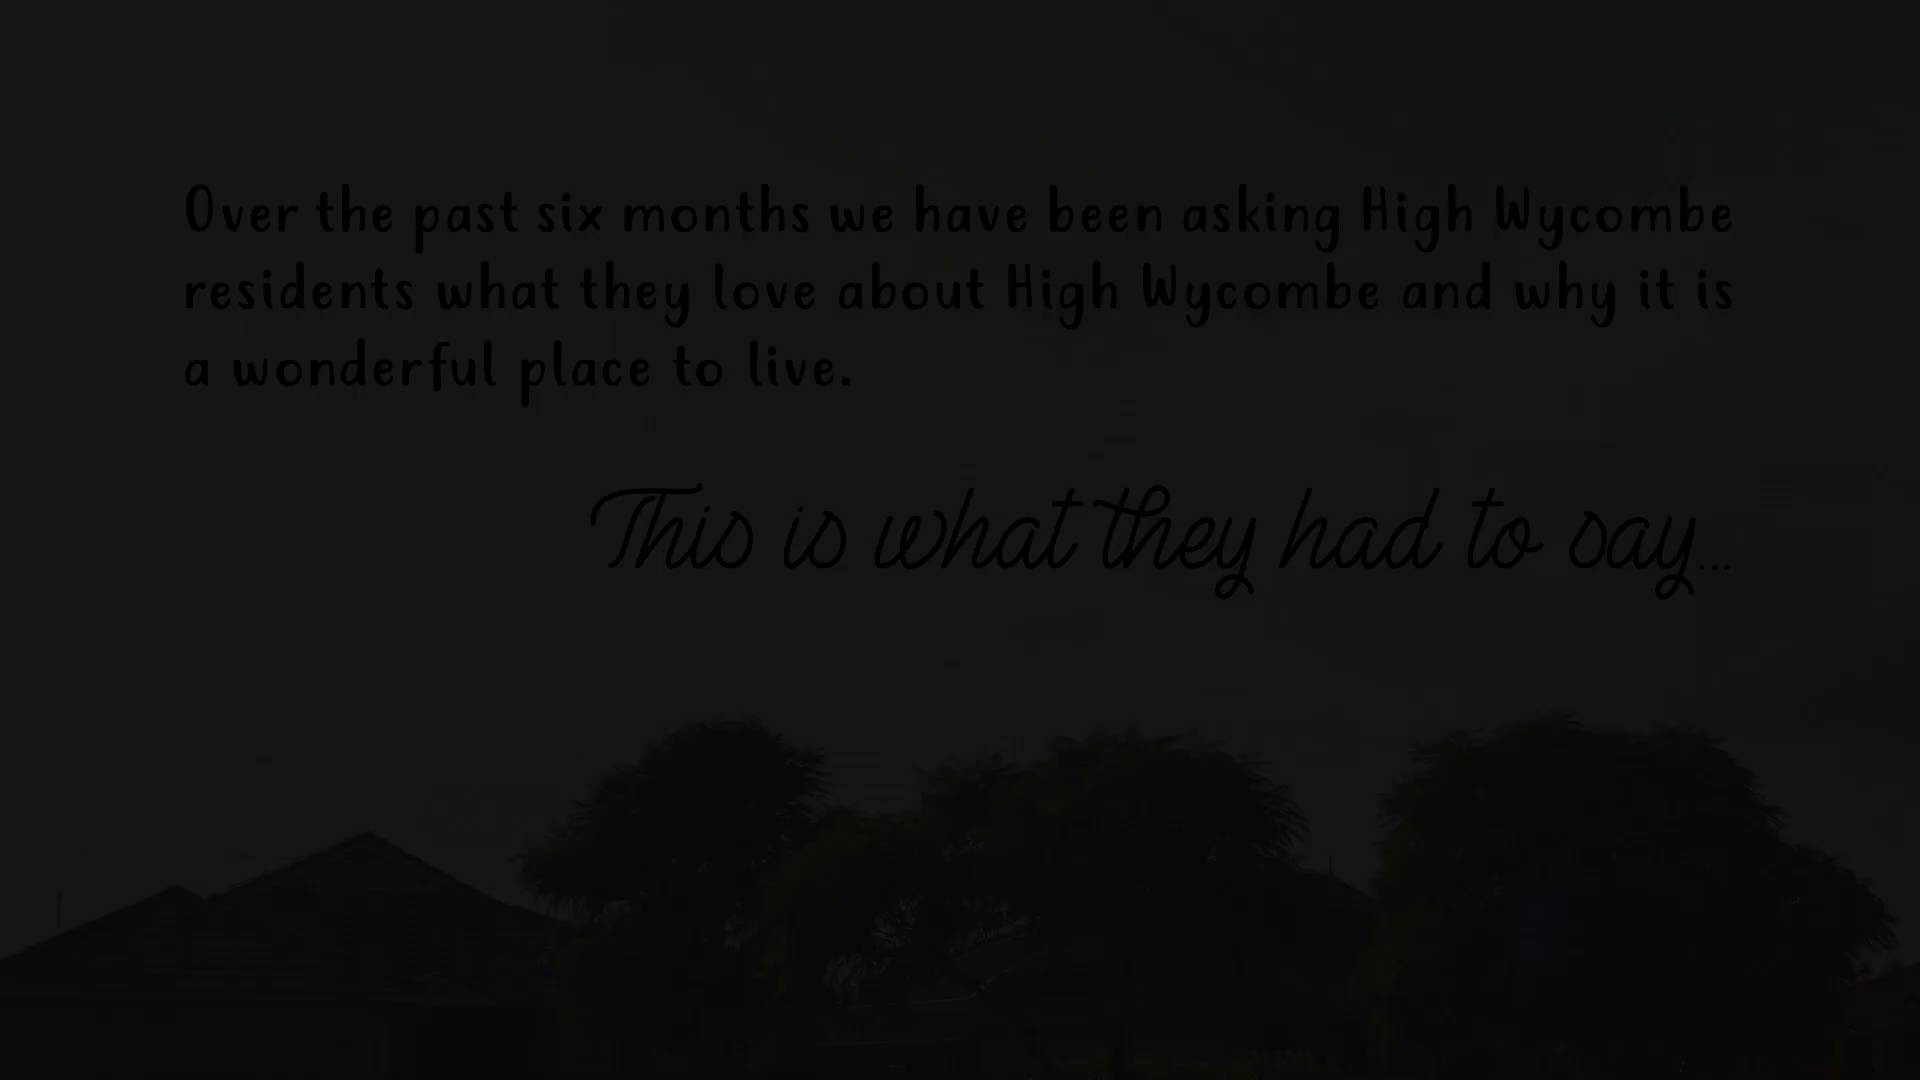 Over the past six months we have been asking High Wycombe
residents what they love about High Wycombe and why it is
a wonderful place to live.
This is what they had to say...